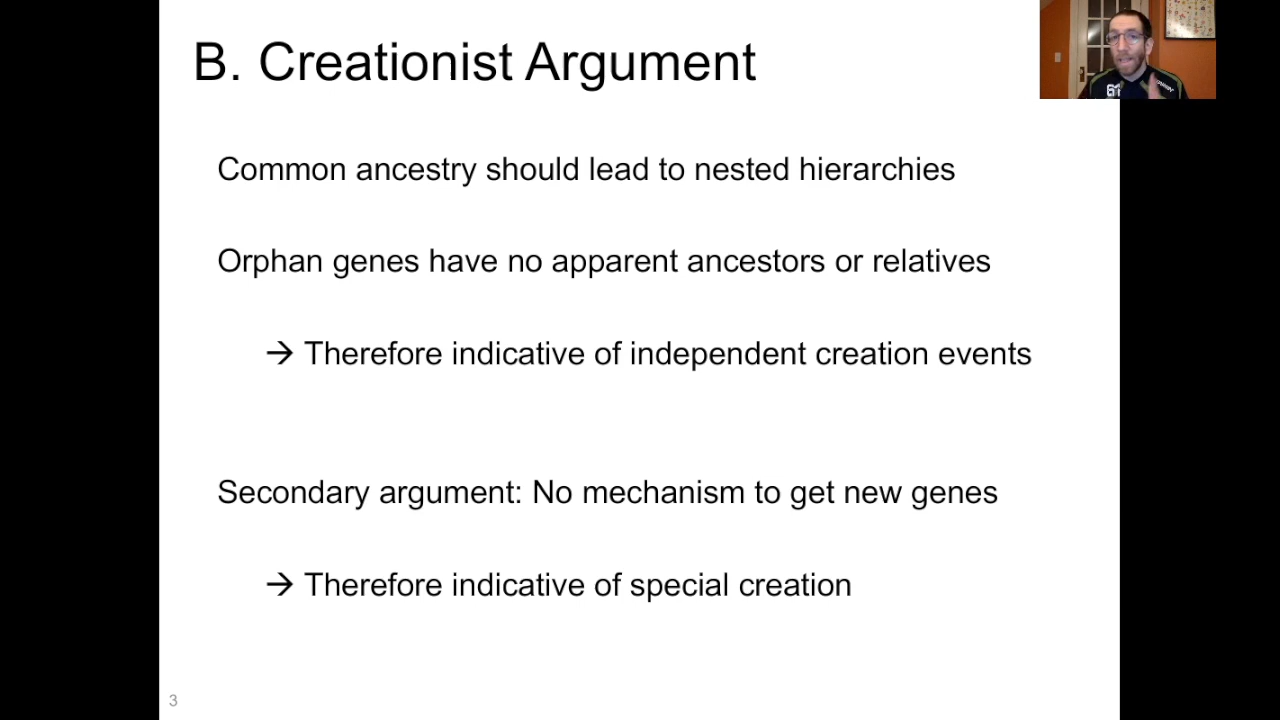 B. Creationist Argument
Common ancestry should lead to nested hierarchies
Orphan genes have no apparent ancestors or relatives
→ Therefore indicative of independent creation events
Secondary argument: No mechanism to get new genes
→ Therefore indicative of special creation
3